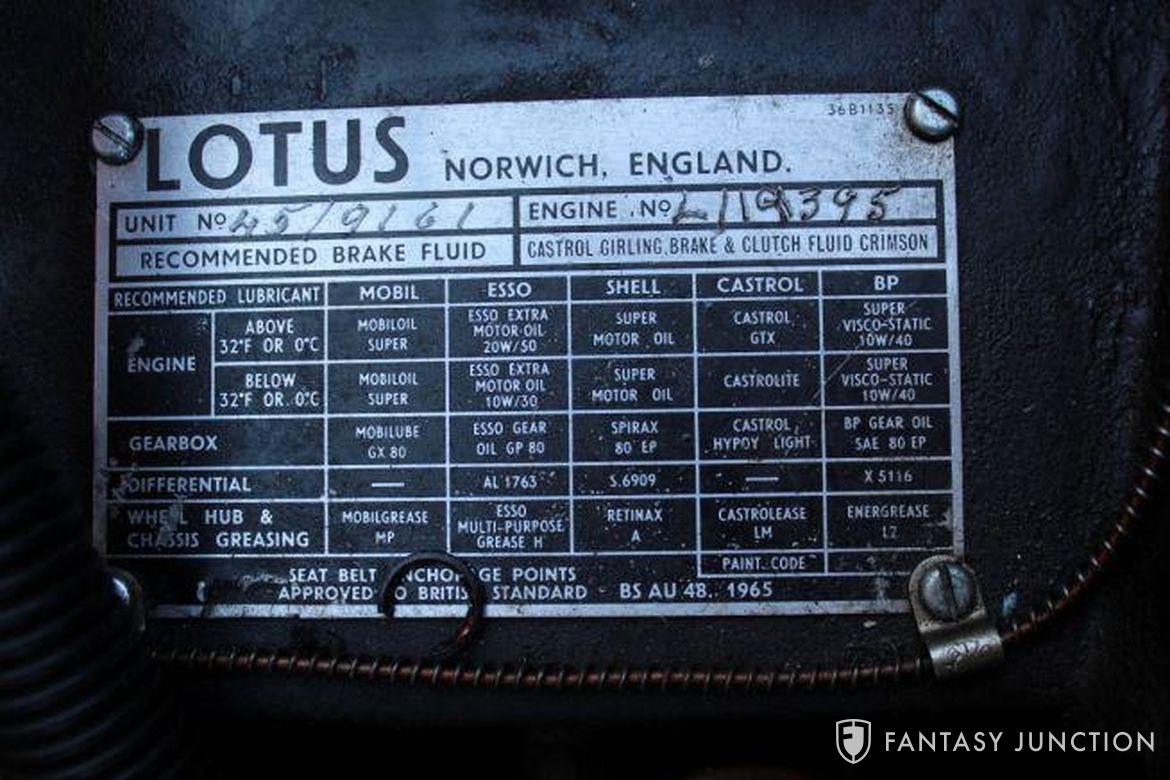 36B1135
LOTUS NORWICH, ENGLAND.
UNIT Nº 45/9161 ENGINE Nº L119395
RECOMMENDED BRAKE FLUID CASTROL GIRLING BRAKE & CLUTCH FLUID CRIMSON
RECOMMENDED LUBRICANT MOBIL ESSO SHELL CASTROL BP
ENGINE
ABOVE
32°F OR 0°C
MOBILOIL
SUPER
ESSO EXTRA
MOTOR OIL
20W/50
SUPER
MOTOR OIL
CASTROL
GTX
SUPER
VISCO-STATIC
10W/40
BELOW
32°F OR 0°C
MOBILOIL
SUPER
ESSO EXTRA
MOTOR OIL
10W/30
SUPER
MOTOR OIL
CASTROLITE
SUPER
VISCO-STATIC
10W/40
GEARBOX
MOBILUBE
GX 80
ESSO GEAR
OIL GP 80
SPIRAX
80 EP
CASTROL
HYPOY LIGHT
BP GEAR OIL
SAE 80 EP
DIFFERENTIAL — AL 1763 S.6909 — X 5116
WHEEL HUB &
CHASSIS GREASING
MOBILGREASE
MP
ESSO
MULTI-PURPOSE
GREASE H
RETINAX
A
CASTROLEASE
LM
ENERGREASE
L2
PAINT CODE
SEAT BELT ANCHORAGE POINTS
APPROVED TO BRITISH STANDARD - BS AU 48.. 1965
FANTASY JUNCTION